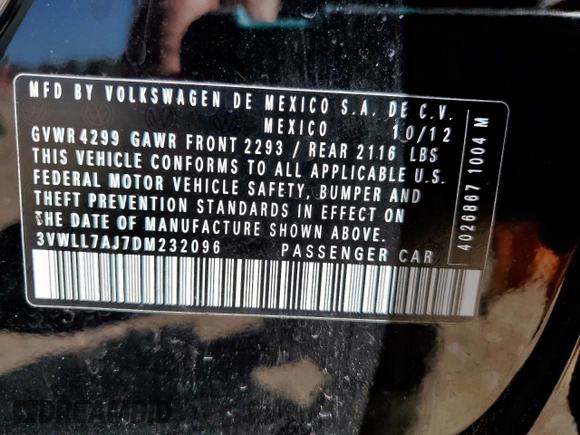 MFD BY VOLKSWAGEN DE MEXICO S.A. DE C.V.
MEXICO 10/12
GVWR 4299 GAWR FRONT 2293 / REAR 2116 LBS
THIS VEHICLE CONFORMS TO ALL APPLICABLE U.S.
FEDERAL MOTOR VEHICLE SAFETY, BUMPER AND
THEFT PREVENTION STANDARDS IN EFFECT ON
THE DATE OF MANUFACTURE SHOWN ABOVE.
3VWLL7AJ7DM232096 PASSENGER CAR
4026867 1004 M
DREAMBID